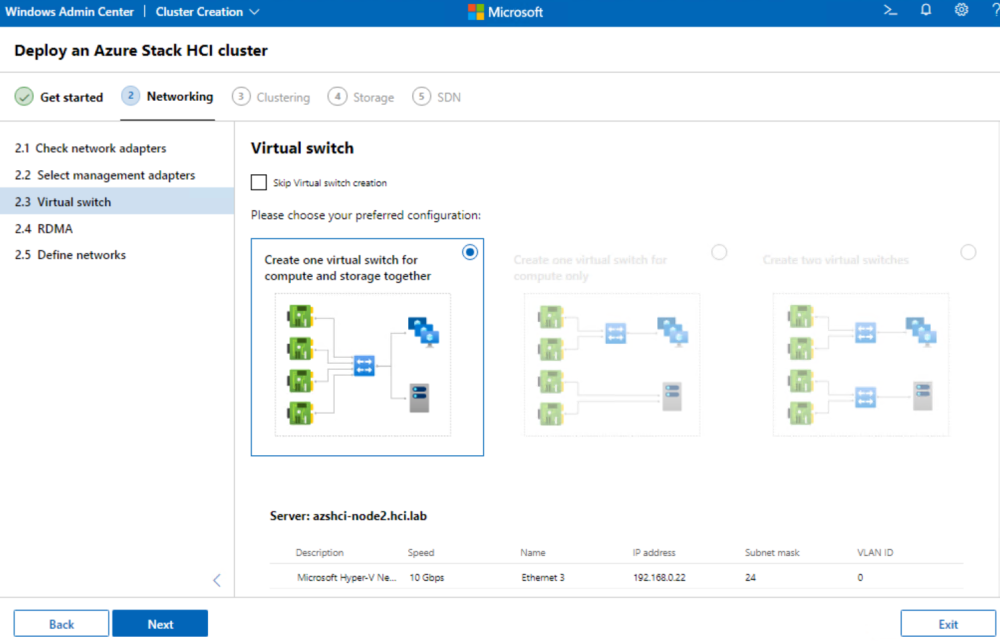 Windows Admin Center | Cluster Creation
Microsoft
?
Deploy an Azure Stack HCI cluster
Get started
2 Networking
3 Clustering
4 Storage
5 SDN
2.1 Check network adapters
2.2 Select management adapters
2.3 Virtual switch
2.4 RDMA
2.5 Define networks
Virtual switch
Skip Virtual switch creation
Please choose your preferred configuration:
Create one virtual switch for
compute and storage together
Create one virtual switch for
compute only
Create two virtual switches
Server: azshci-node2.hci.lab
Description Speed Name IP address Subnet mask VLAN ID
Microsoft Hyper-V Ne... 10 Gbps Ethernet 3 192.168.0.22 24 0
Back
Next
Exit